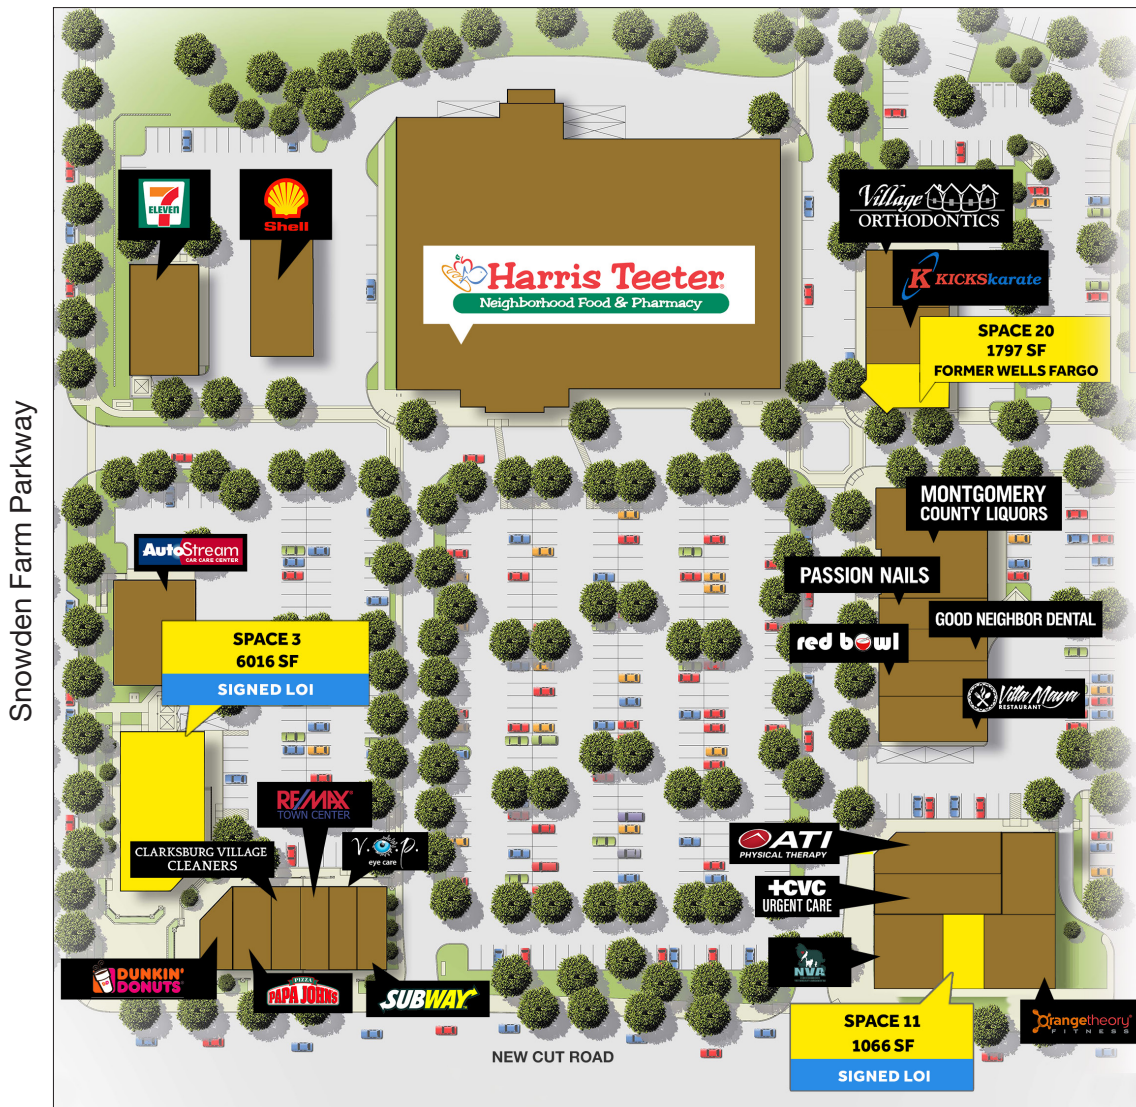 Snowden Farm Parkway
7
ELEVEN
Shell
Harris Teeter
Neighborhood Food & Pharmacy
Village
ORTHODONTICS
K KICKSkarate
SPACE 20
1797 SF
FORMER WELLS FARGO
MONTGOMERY
COUNTY LIQUORS
PASSION NAILS
GOOD NEIGHBOR DENTAL
red bowl
Villa Maya
RESTAURANT
AutoStream
CAR CARE CENTER
SPACE 3
6016 SF
SIGNED LOI
RE/MAX
TOWN CENTER
CLARKSBURG VILLAGE
CLEANERS
V.O.D.
eye care
DUNKIN'
DONUTS
PIZZA
PAPA JOHNS
SUBWAY
ATI
PHYSICAL THERAPY
+CVC
URGENT CARE
NVA
SPACE 11
1066 SF
SIGNED LOI
orangetheory
FITNESS
NEW CUT ROAD